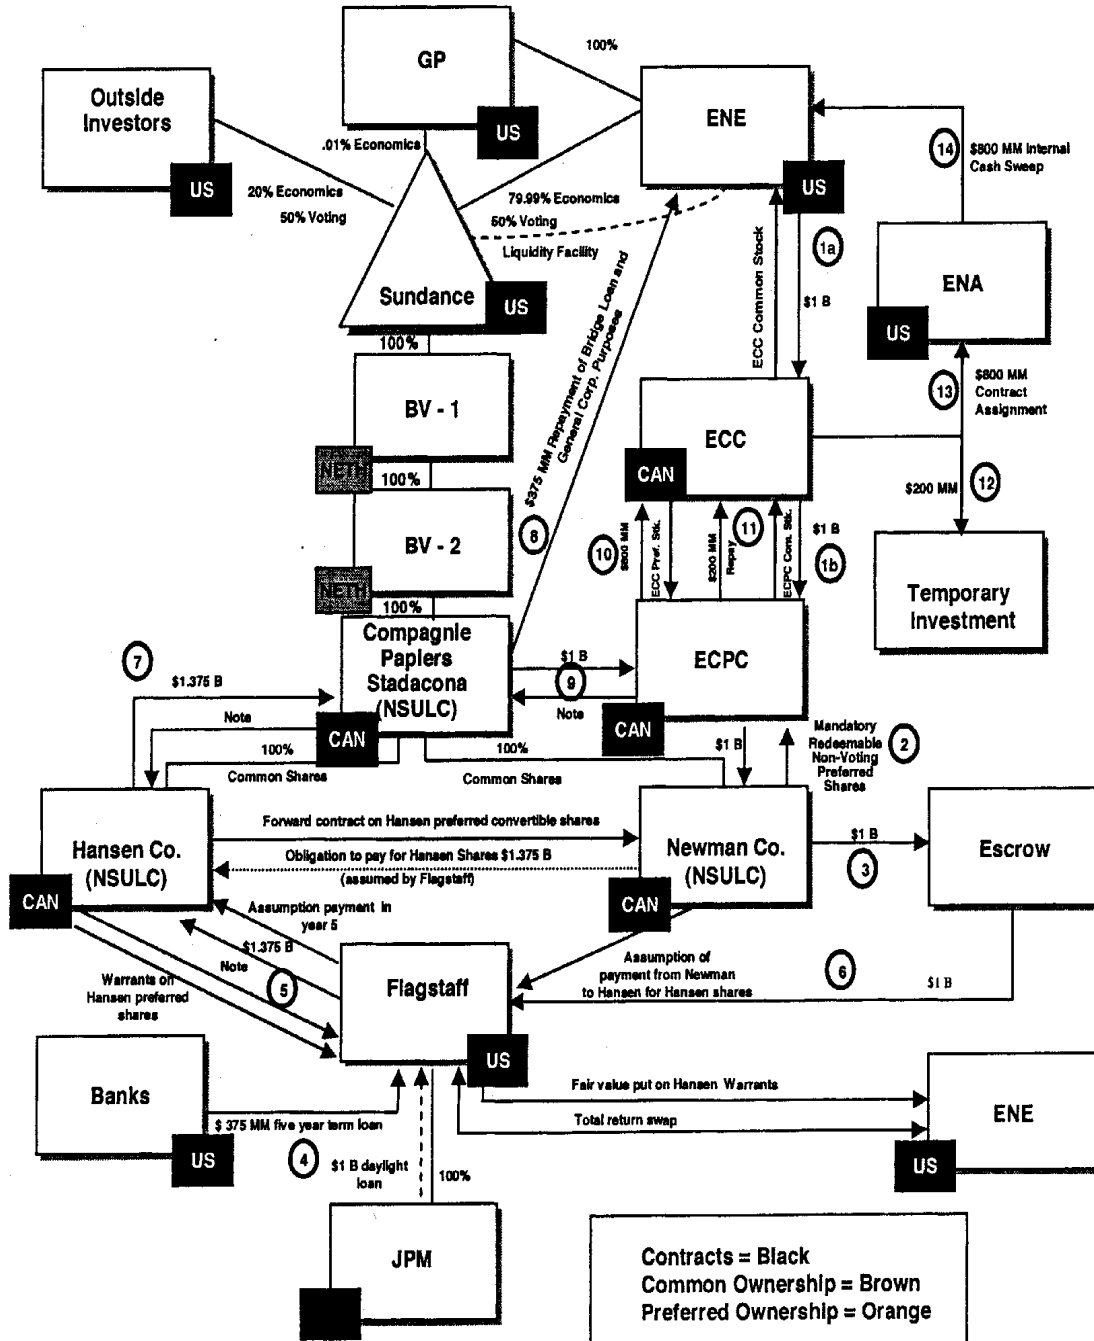 GP
US
100%
Outside
Investors
US
ENE
US
.01% Economics
20% Economics
50% Voting
79.99% Economics
50% Voting
Liquidity Facility
14
$800 MM Internal
Cash Sweep
Sundance
US
100%
ECC Common Stock
1a
$1 B
ENA
US
BV - 1
NETH
100%
$375 MM Repayment of Bridge Loan and
General Corp. Purposes
8
ECC
CAN
13
$800 MM
Contract
Assignment
$200 MM
12
BV - 2
NETH
100%
10
$800 MM
ECC Pref. Stk.
$200 MM
Repay
11
ECPC Com. Stk.
$1 B
1b
Temporary
Investment
Compagnie
Papiers
Stadacona
(NSULC)
CAN
7
$1.375 B
Note
100%
Common Shares
$1 B
9
Note
ECPC
CAN
100%
Common Shares
$1 B
Mandatory
Redeemable
Non-Voting
Preferred
Shares
2
Hansen Co.
(NSULC)
CAN
Forward contract on Hansen preferred convertible shares
Obligation to pay for Hansen Shares $1.375 B
(assumed by Flagstaff)
Newman Co.
(NSULC)
CAN
$1 B
3
Escrow
Assumption payment in
year 5
$1.375 B
Note
5
Warrants on
Hansen preferred
shares
Flagstaff
US
Assumption of
payment from Newman
to Hansen for Hansen shares
6
$1 B
Banks
US
$ 375 MM five year term loan
4
$1 B daylight
loan
100%
Fair value put on Hansen Warrants
Total return swap
ENE
US
JPM
Contracts = Black
Common Ownership = Brown
Preferred Ownership = Orange